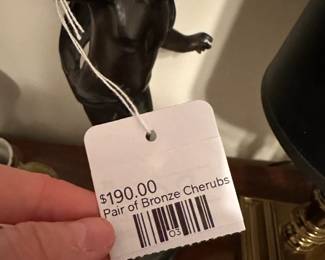 $190.00
Pair of Bronze Cherubs
03